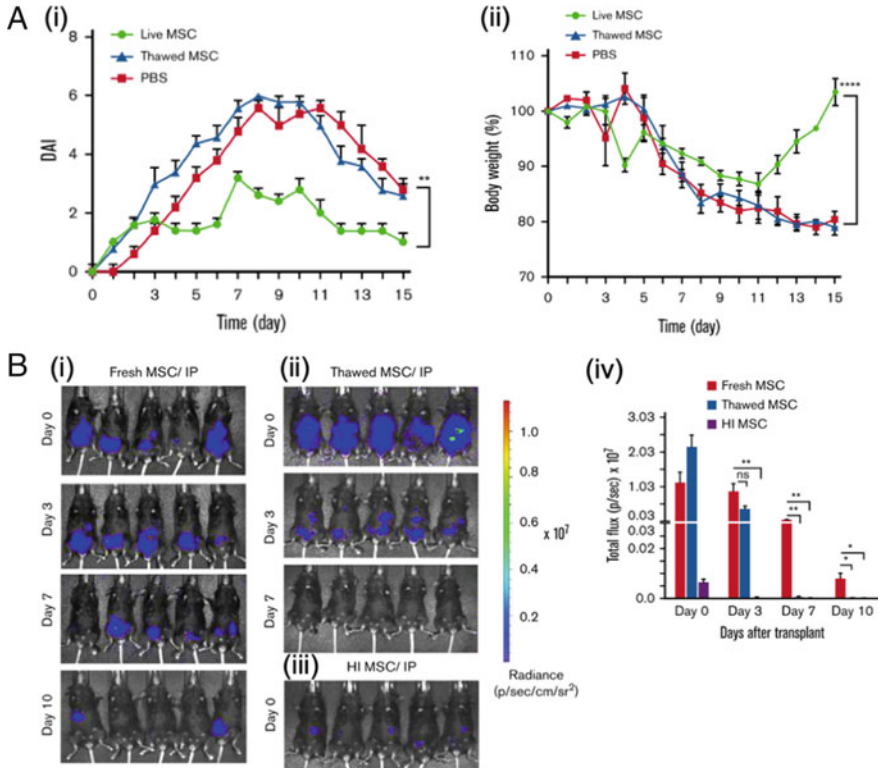 A (i)
Live MSC
Thawed MSC
PBS
8
6
4
2
0
DAI
**
0 3 5 7 9 11 13 15
Time (day)
(ii)
Live MSC
Thawed MSC
PBS
110
100
90
80
70
Body weight (%)
****
0 3 5 7 9 11 13 15
Time (day)
B (i)
Fresh MSC/ IP
Day 0
Day 3
Day 7
Day 10
(ii)
Thawed MSC/ IP
Day 0
Day 3
Day 7
(iii)
HI MSC/ IP
Day 0
1.0
0.8
0.6
0.4
0.2
x 10⁷
Radiance
(p/sec/cm/sr²)
(iv)
Fresh MSC
Thawed MSC
HI MSC
3.03
2.03
1.03
0.03
0.03
0.02
0.0
Total flux (p/sec) x 10⁷
**
ns
**
**
*
*
Day 0 Day 3 Day 7 Day 10
Days after transplant